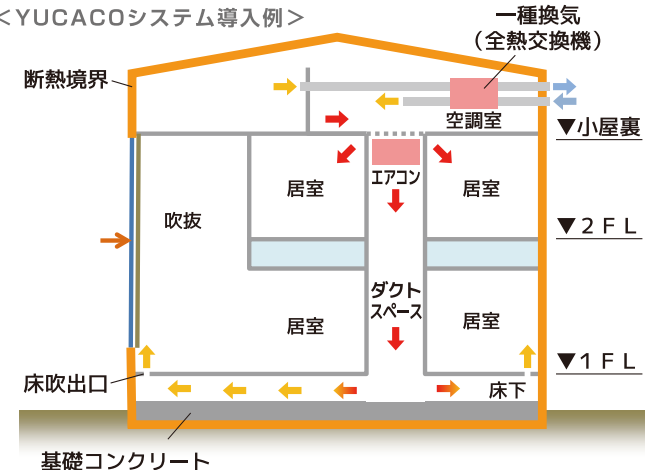 <YUCACOシステム導入例>
一種換気
（全熱交換機）
断熱境界
空調室
▼小屋裏
エアコン
居室
居室
吹抜
▼２ＦＬ
ダクト
スペース
居室
居室
▼１ＦＬ
床吹出口
床下
基礎コンクリート